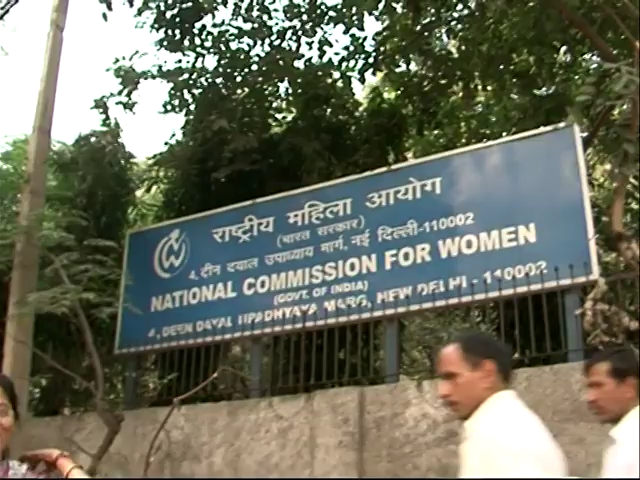 राष्ट्रीय महिला आयोग
(भारत सरकार)
4, दीन दयाल उपाध्याय मार्ग, नई दिल्ली-110002
NATIONAL COMMISSION FOR WOMEN
(GOVT. OF INDIA)
4, DEEN DAYAL UPADHYAYA MARG, NEW DELHI - 110002